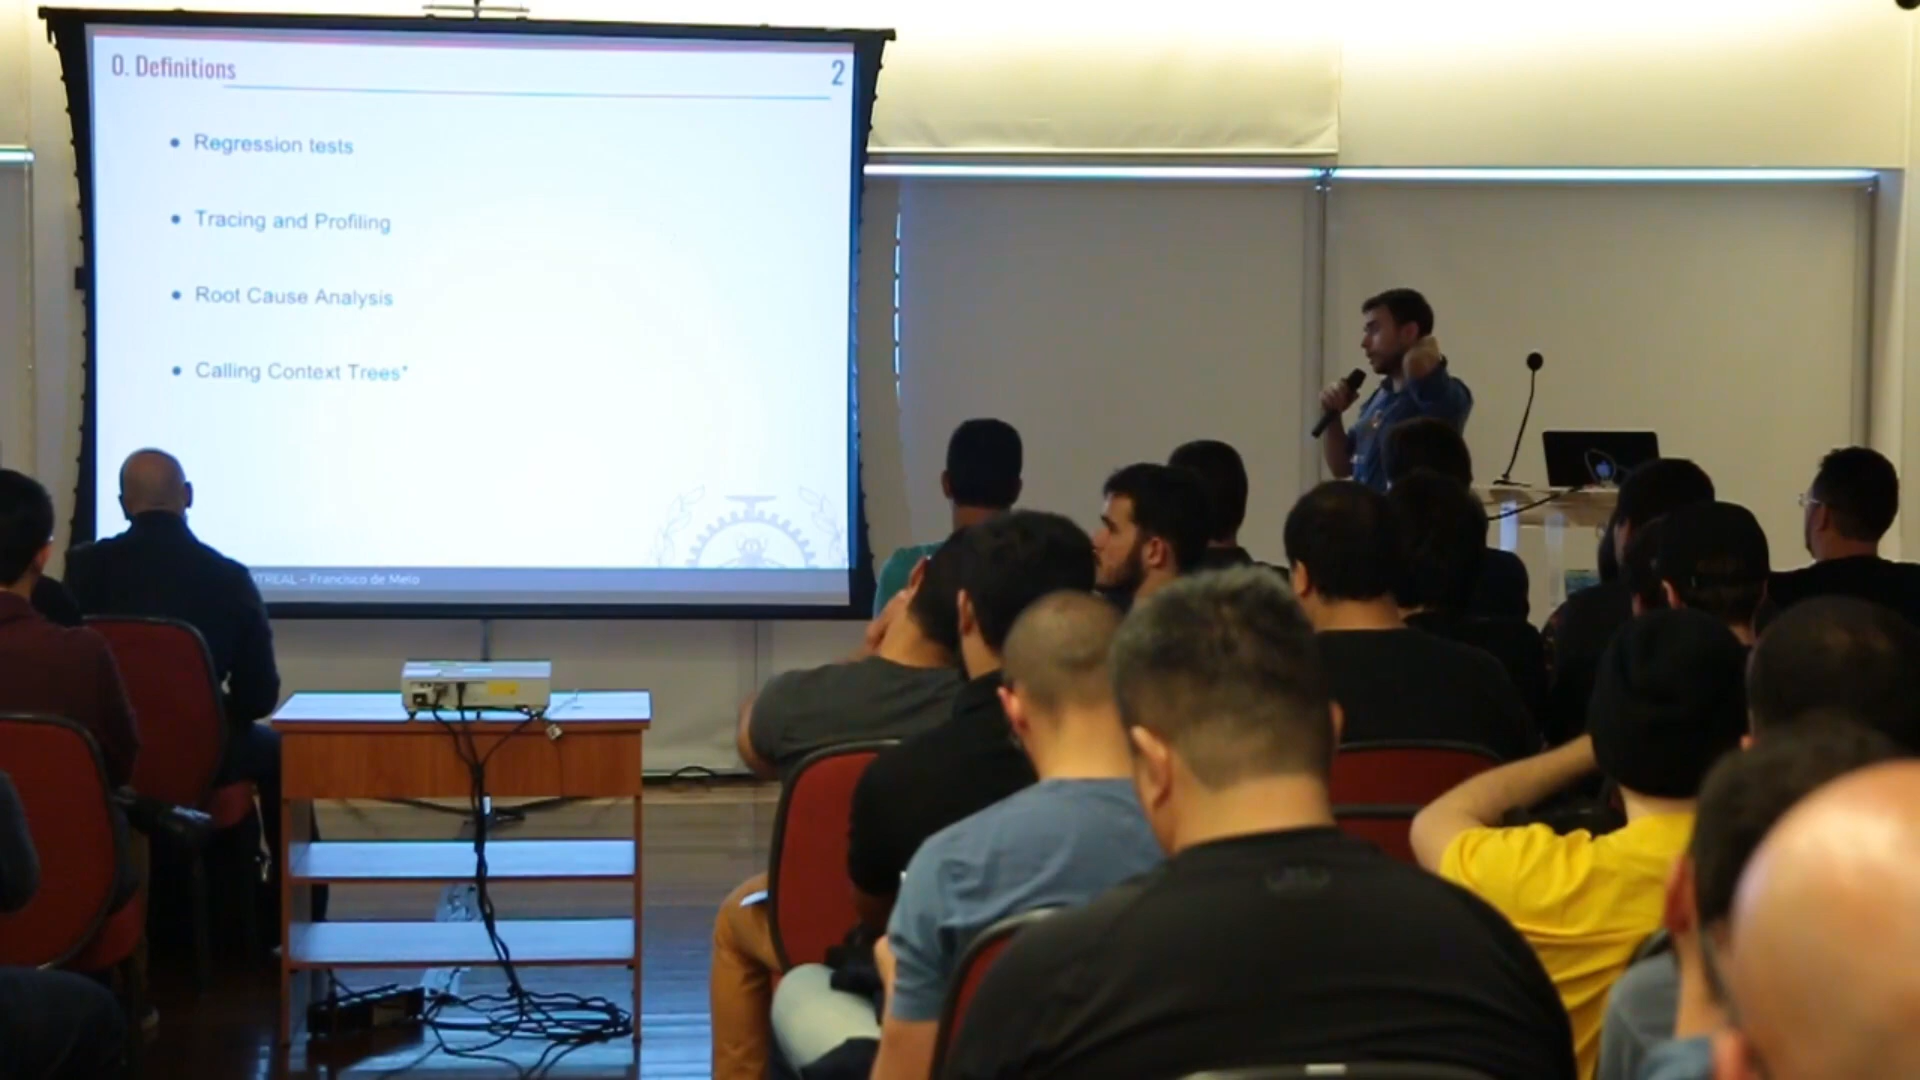 0. Definitions
2
• Regression tests
• Tracing and Profiling
• Root Cause Analysis
• Calling Context Trees*
– Francisco de Melo